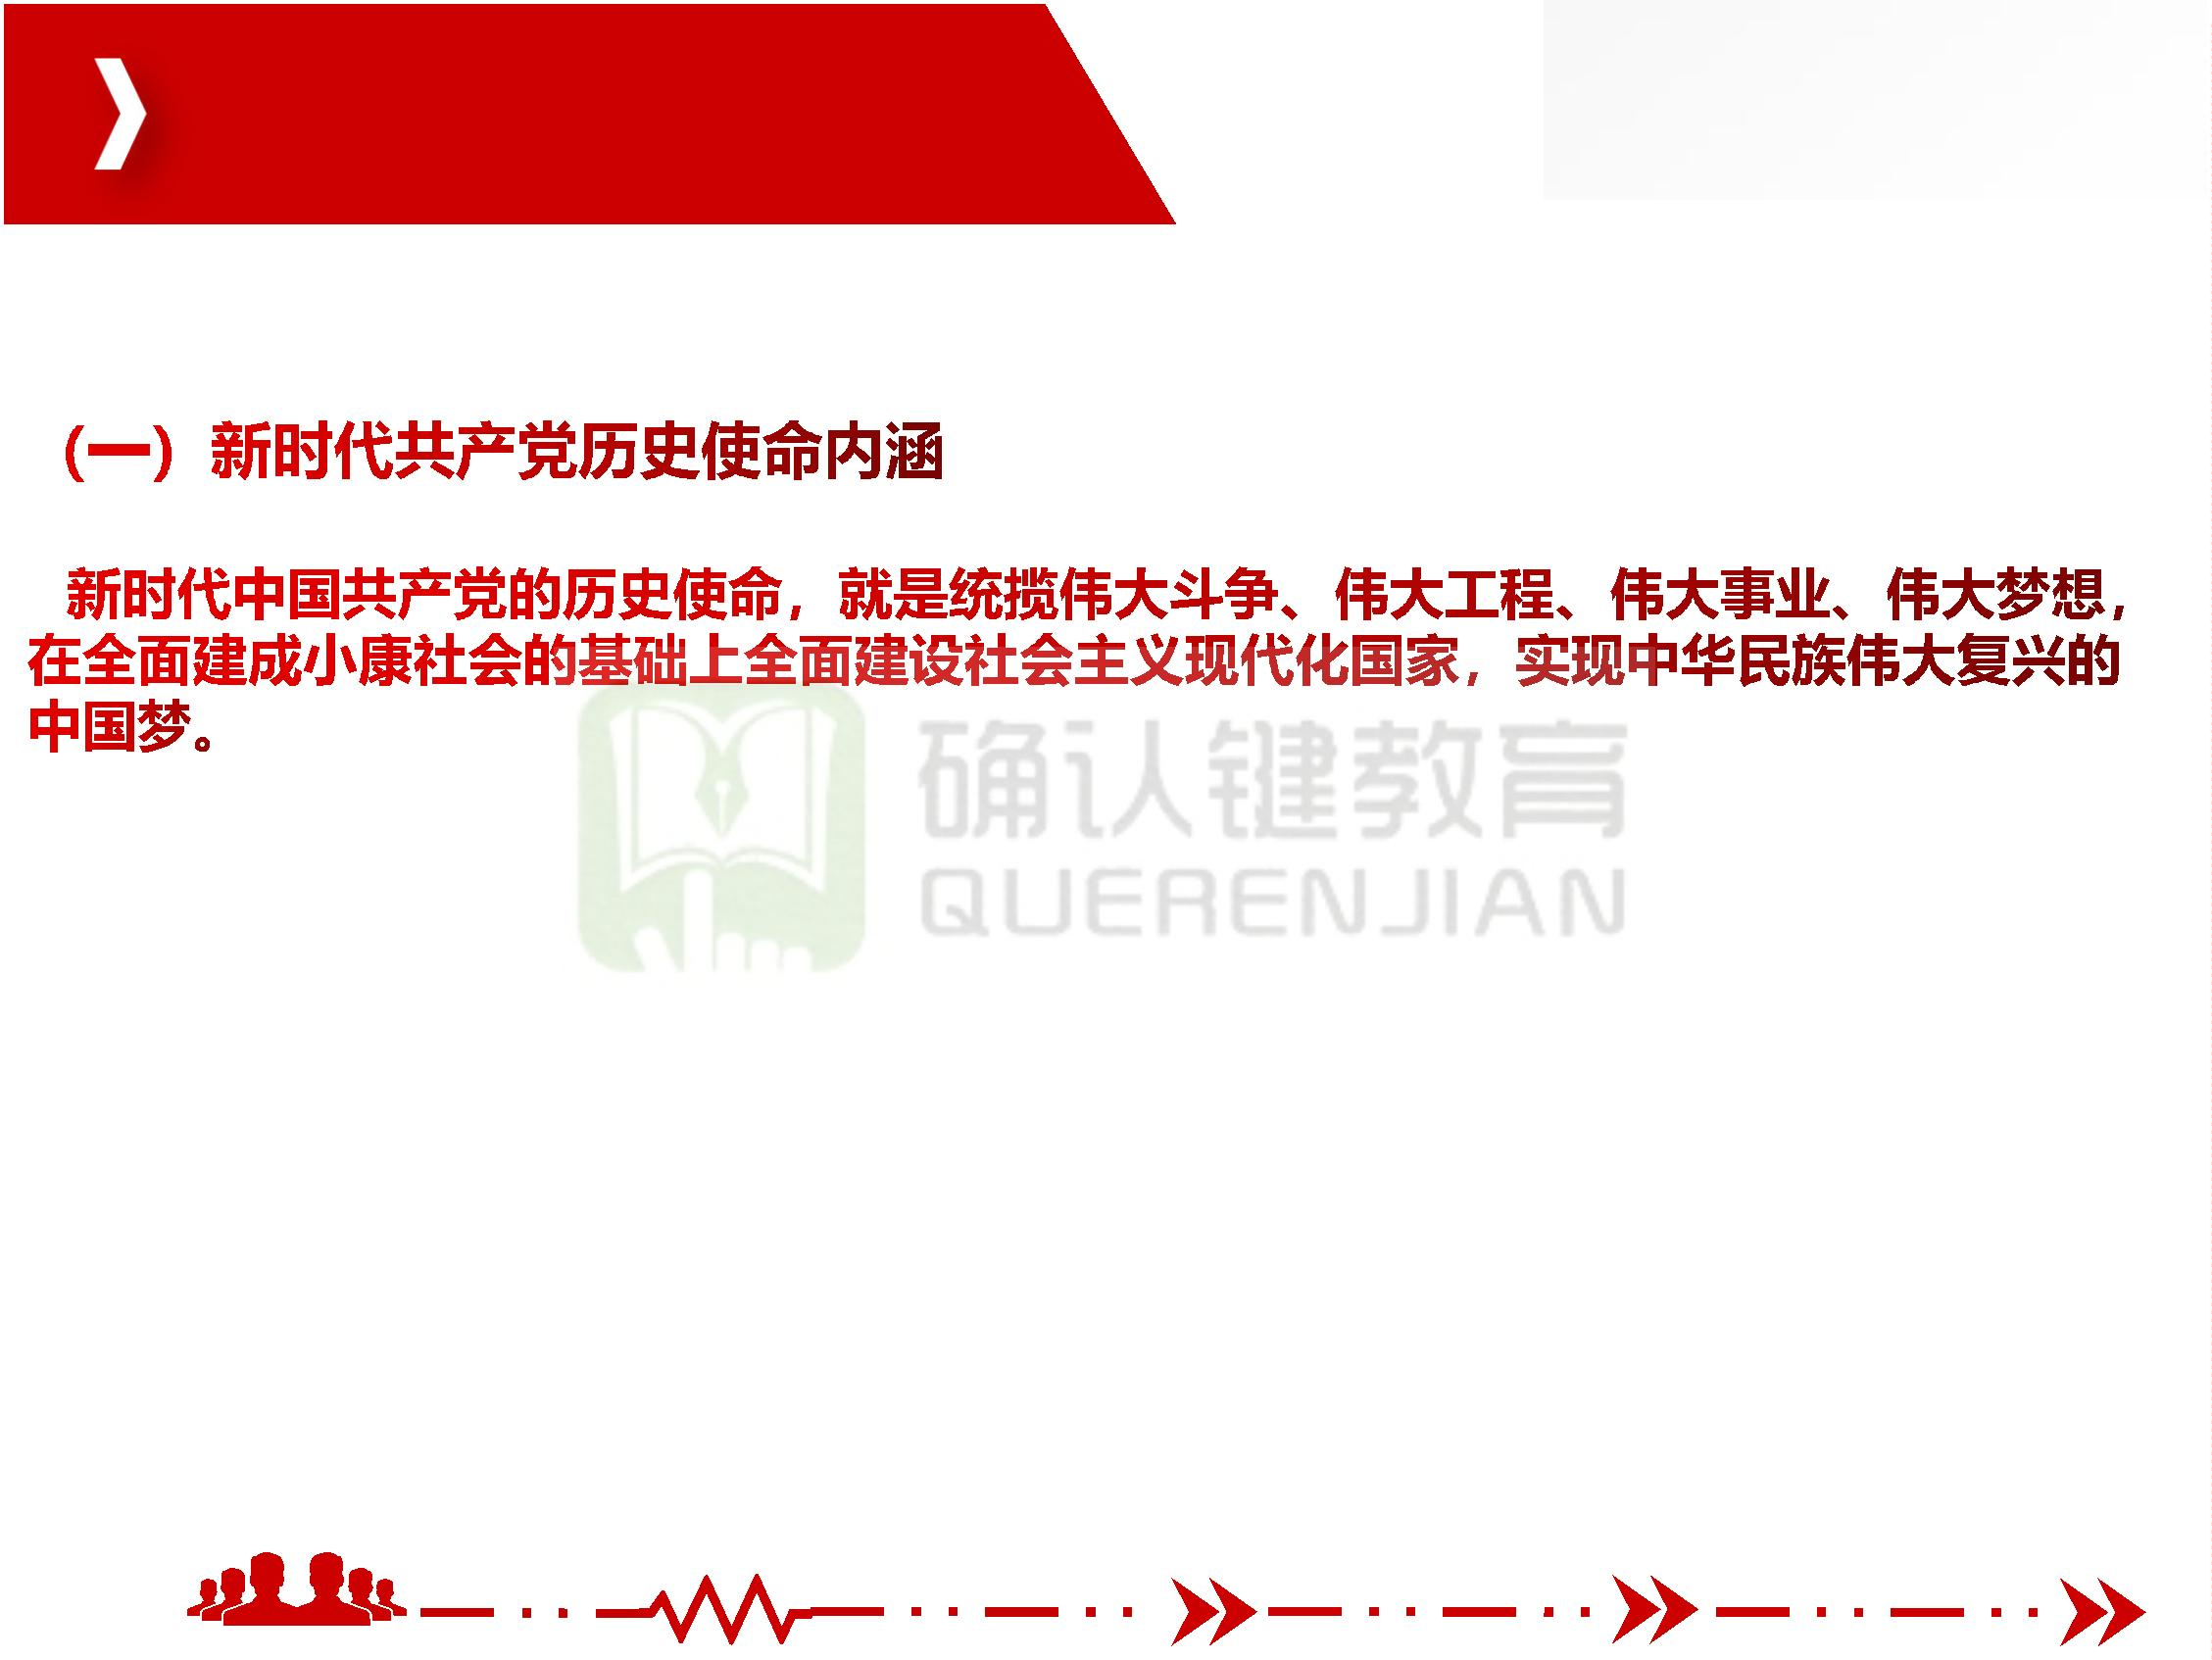 (一) 新时代共产党历史使命内涵
新时代中国共产党的历史使命，就是统揽伟大斗争、伟大工程、伟大事业、伟大梦想，
在全面建成小康社会的基础上全面建设社会主义现代化国家，实现中华民族伟大复兴的
中国梦。
确认键教育
QUERENJIAN